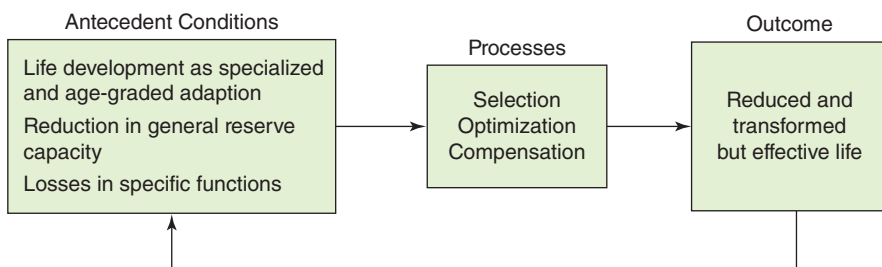 Antecedent Conditions
Life development as specialized
and age-graded adaption
Reduction in general reserve
capacity
Losses in specific functions
Processes
Selection
Optimization
Compensation
Outcome
Reduced and
transformed
but effective life